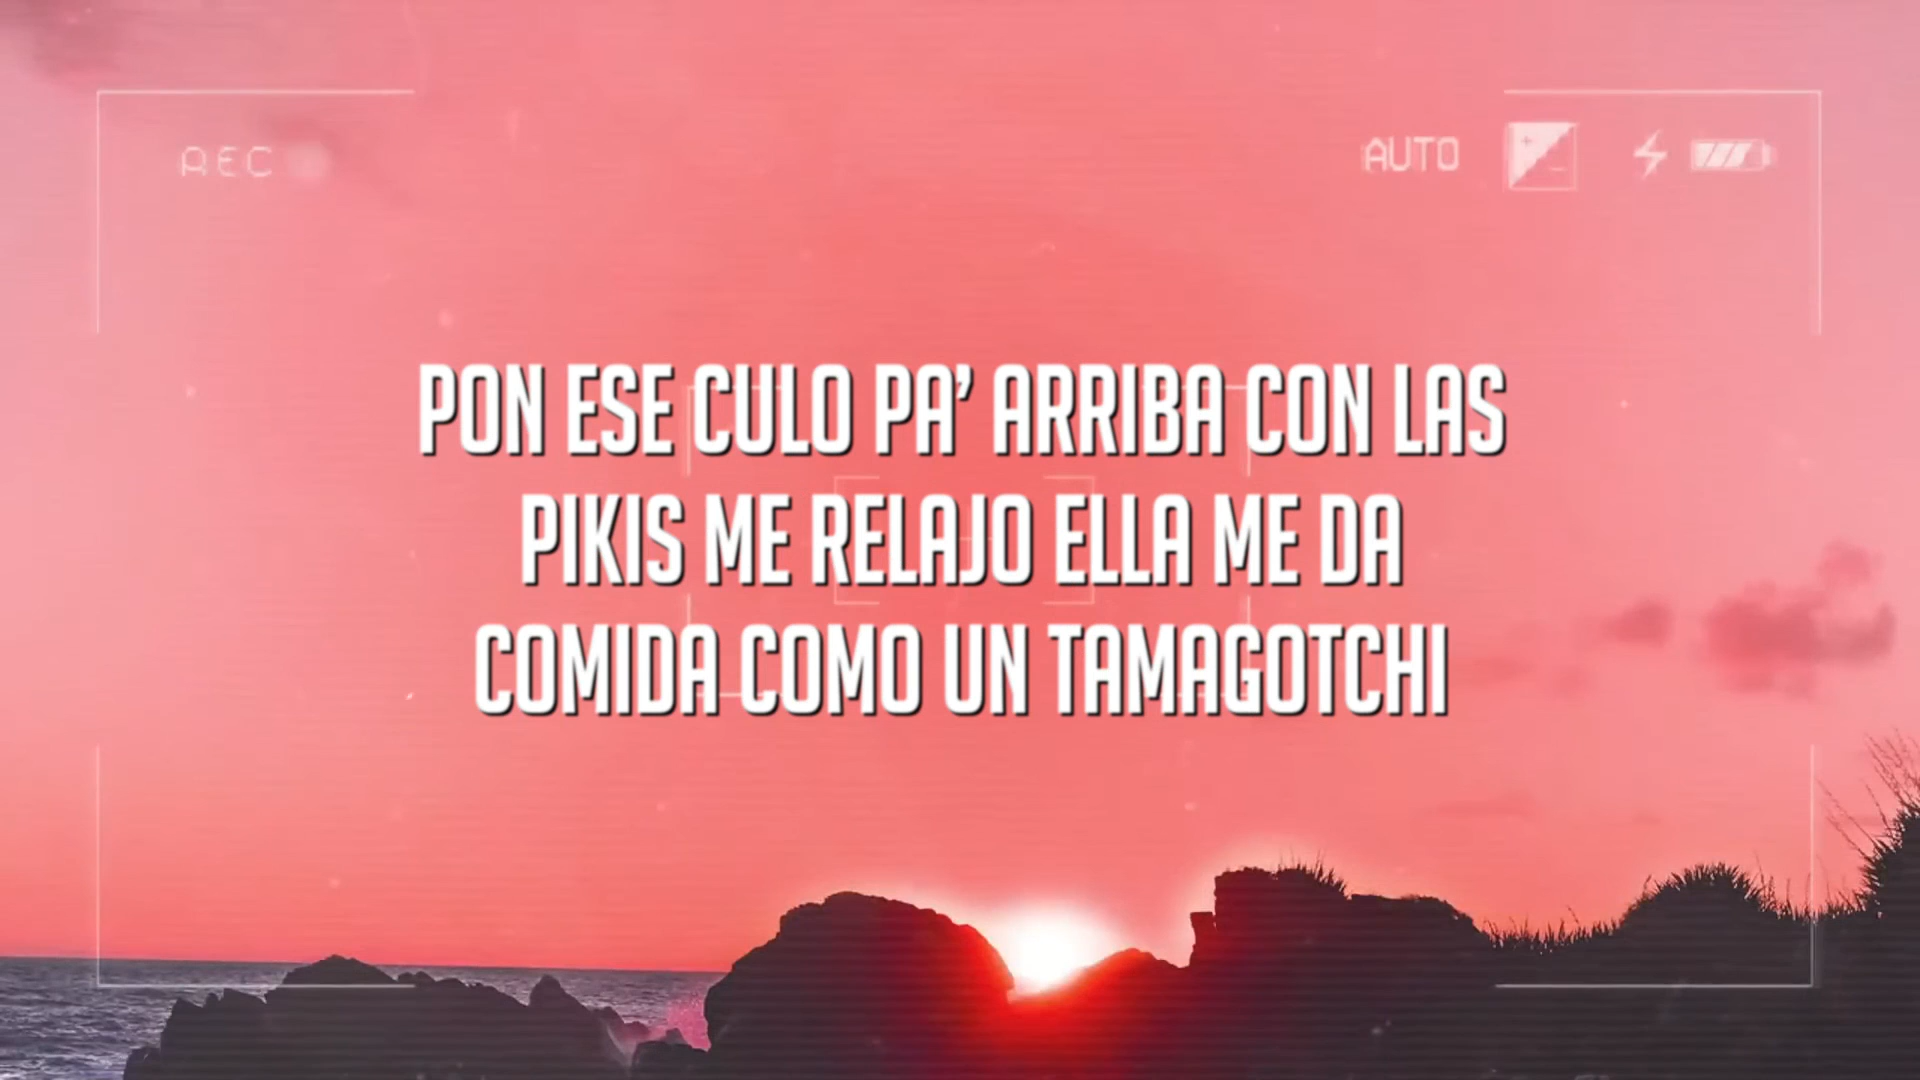 REC
AUTO
PON ESE CULO PA' ARRIBA CON LAS
PIKIS ME RELAJO ELLA ME DA
COMIDA COMO UN TAMAGOTCHI